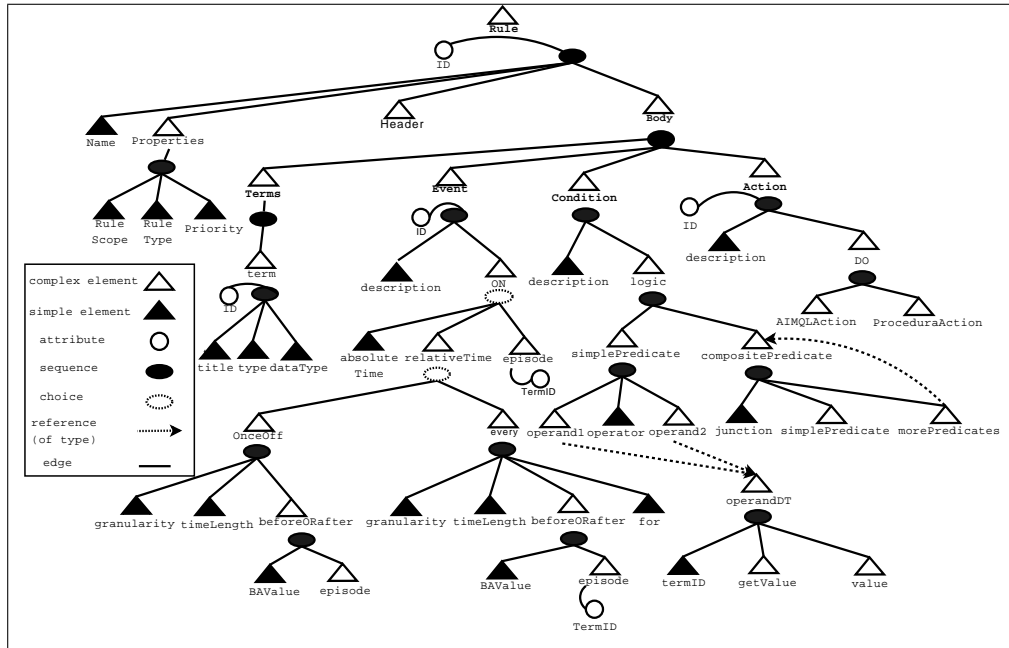 Rule
ID
Name
Properties
Header
Body
Rule
Scope
Rule
Type
Priority
Terms
Event
Condition
Action
ID
ID
term
description
ON
description
logic
description
DO
ID
title
type
dataType
absolute
Time
relativeTime
episode
TermID
simplePredicate
compositePredicate
AIMQLAction
ProceduraAction
complex element
simple element
attribute
sequence
choice
reference
(of type)
edge
OnceOff
every
operand1
operator
operand2
junction
simplePredicate
morePredicates
granularity
timeLength
beforeORafter
granularity
timeLength
beforeORafter
for
operandDT
BAValue
episode
BAValue
episode
TermID
termID
getValue
value